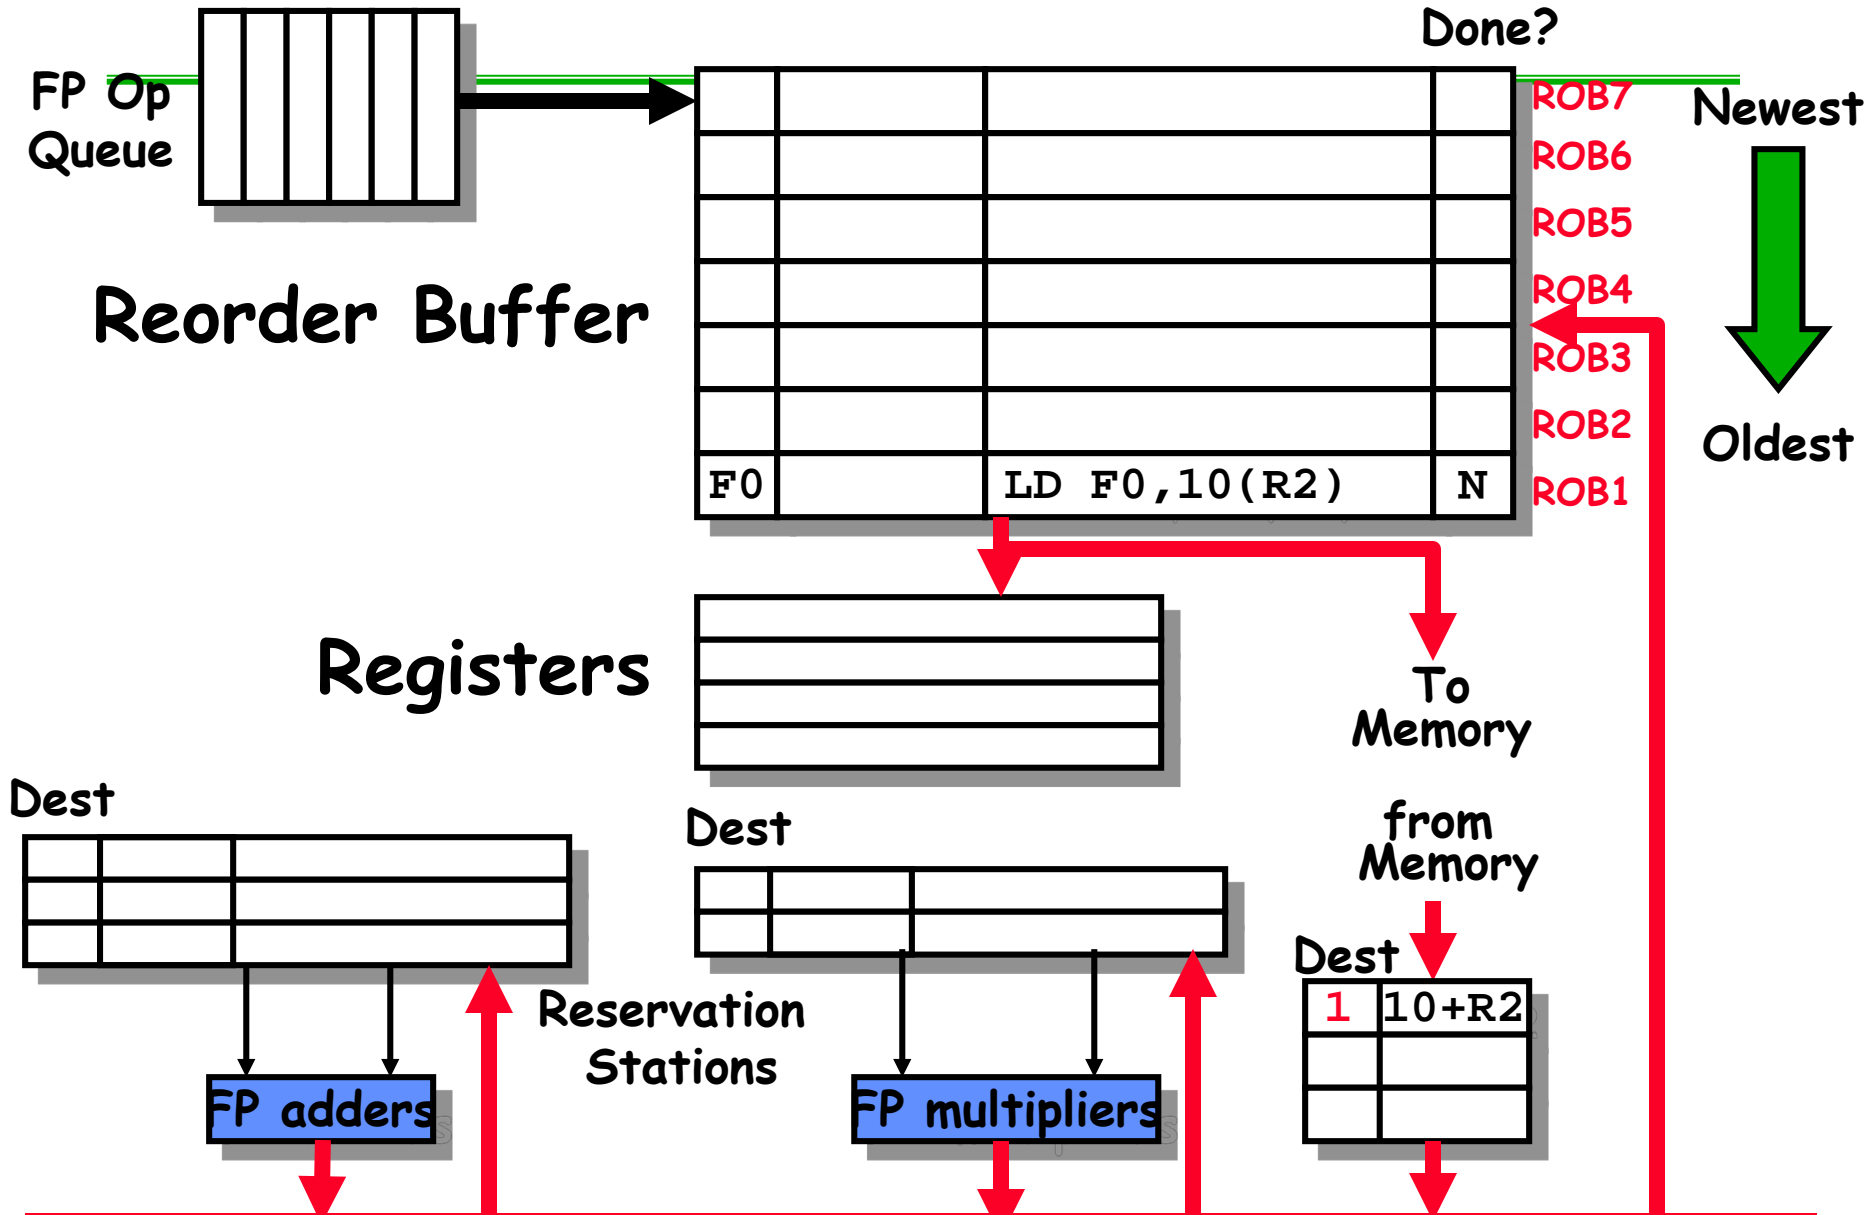 Done?
FP Op
Queue
ROB7
Newest
ROB6
ROB5
Reorder Buffer
ROB4
ROB3
ROB2
Oldest
F0 LD F0,10(R2) N ROB1
Registers
To
Memory
Dest
Dest
from
Memory
Dest
1 10+R2
Reservation
Stations
FP adders
FP multipliers